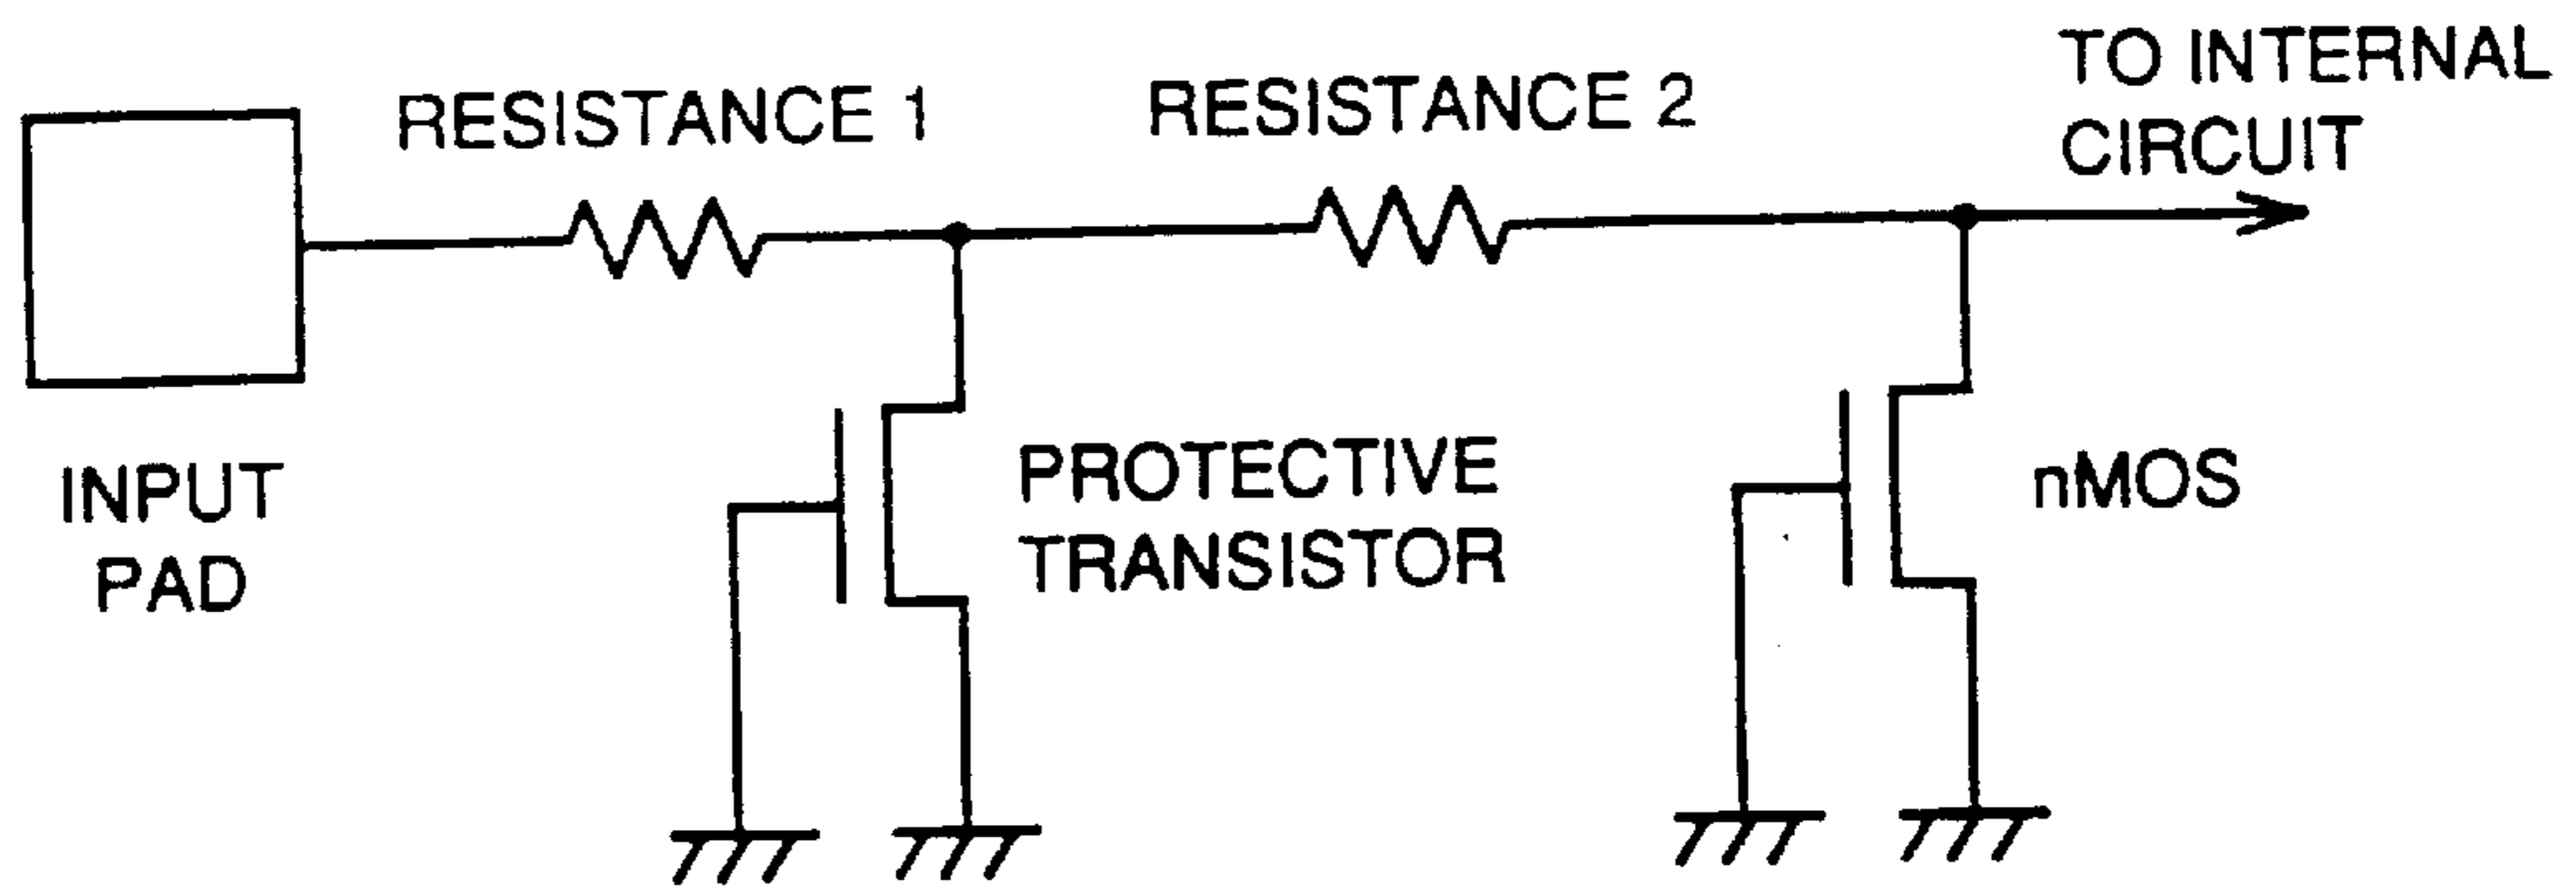 RESISTANCE 1
RESISTANCE 2
TO INTERNAL
CIRCUIT
INPUT
PAD
PROTECTIVE
TRANSISTOR
nMOS